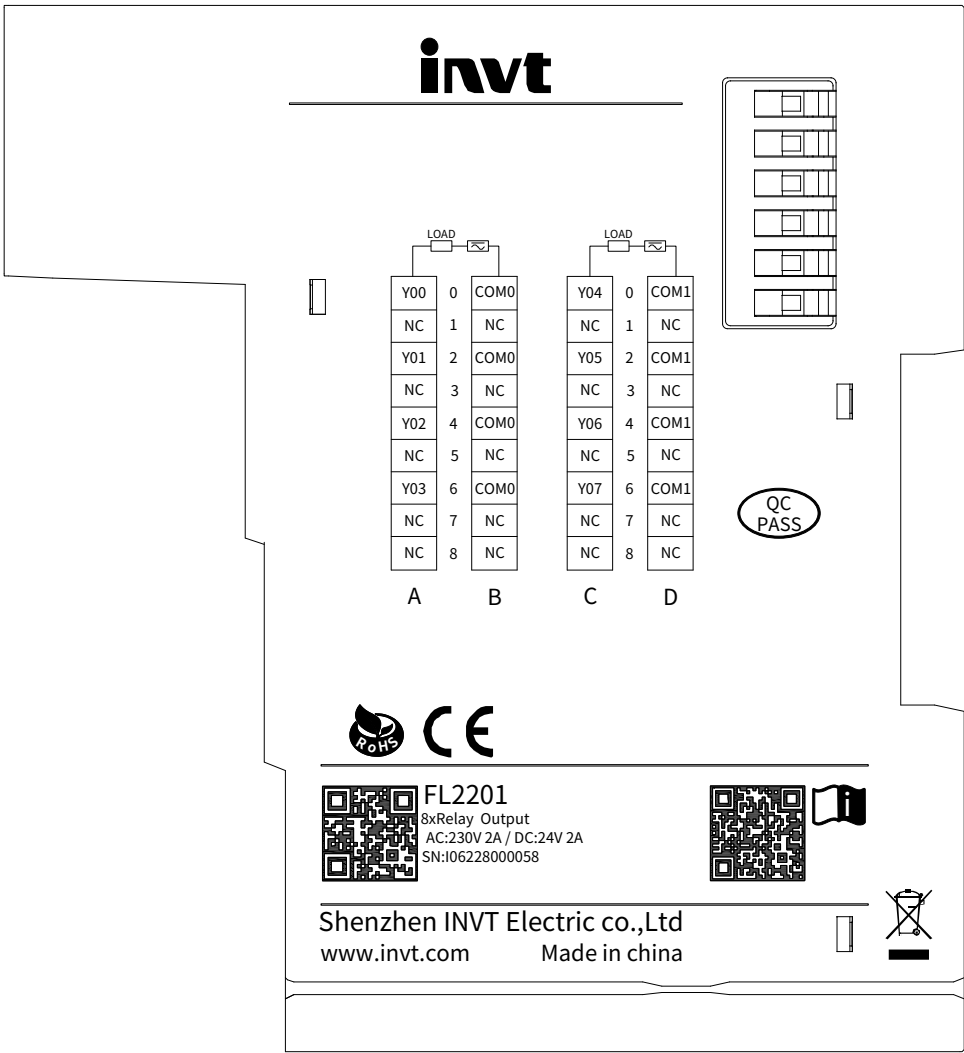 invt
LOAD LOAD
Y00 0 COM0 Y04 0 COM1
NC 1 NC NC 1 NC
Y01 2 COM0 Y05 2 COM1
NC 3 NC NC 3 NC
Y02 4 COM0 Y06 4 COM1
NC 5 NC NC 5 NC
Y03 6 COM0 Y07 6 COM1
NC 7 NC NC 7 NC
NC 8 NC NC 8 NC
A B C D
QC
PASS
RoHS CE
FL2201
8xRelay Output
AC:230V 2A / DC:24V 2A
SN:I06228000058
i
Shenzhen INVT Electric co.,Ltd
www.invt.com Made in china